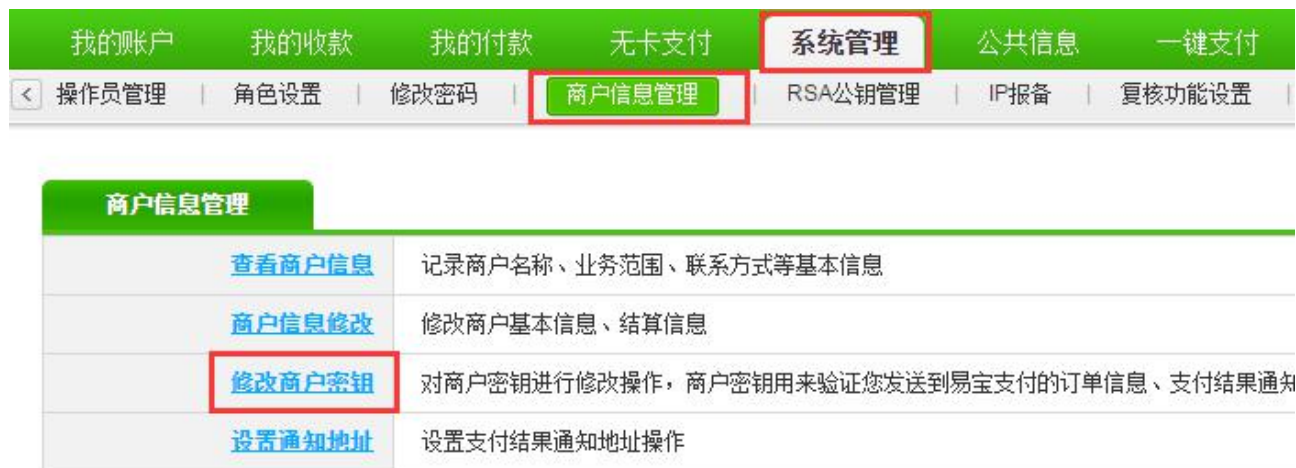 我的账户 我的收款 我的付款 无卡支付 系统管理 公共信息 一键支付
< 操作员管理 | 角色设置 | 修改密码 | 商户信息管理 | RSA公钥管理 | IP报备 | 复核功能设置 |
商户信息管理
查看商户信息 记录商户名称、业务范围、联系方式等基本信息
商户信息修改 修改商户基本信息、结算信息
修改商户密钥 对商户密钥进行修改操作，商户密钥用来验证您发送到易宝支付的订单信息、支付结果通知
设置通知地址 设置支付结果通知地址操作